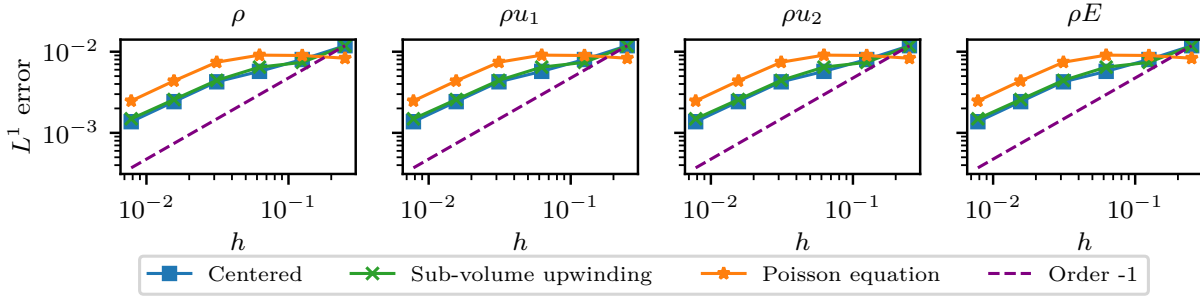 ρ ρu₁ ρu₂ ρE
L¹ error
10⁻²
10⁻³
10⁻² 10⁻¹ 10⁻² 10⁻¹ 10⁻² 10⁻¹ 10⁻² 10⁻¹
h h h h
Centered Sub-volume upwinding Poisson equation Order -1